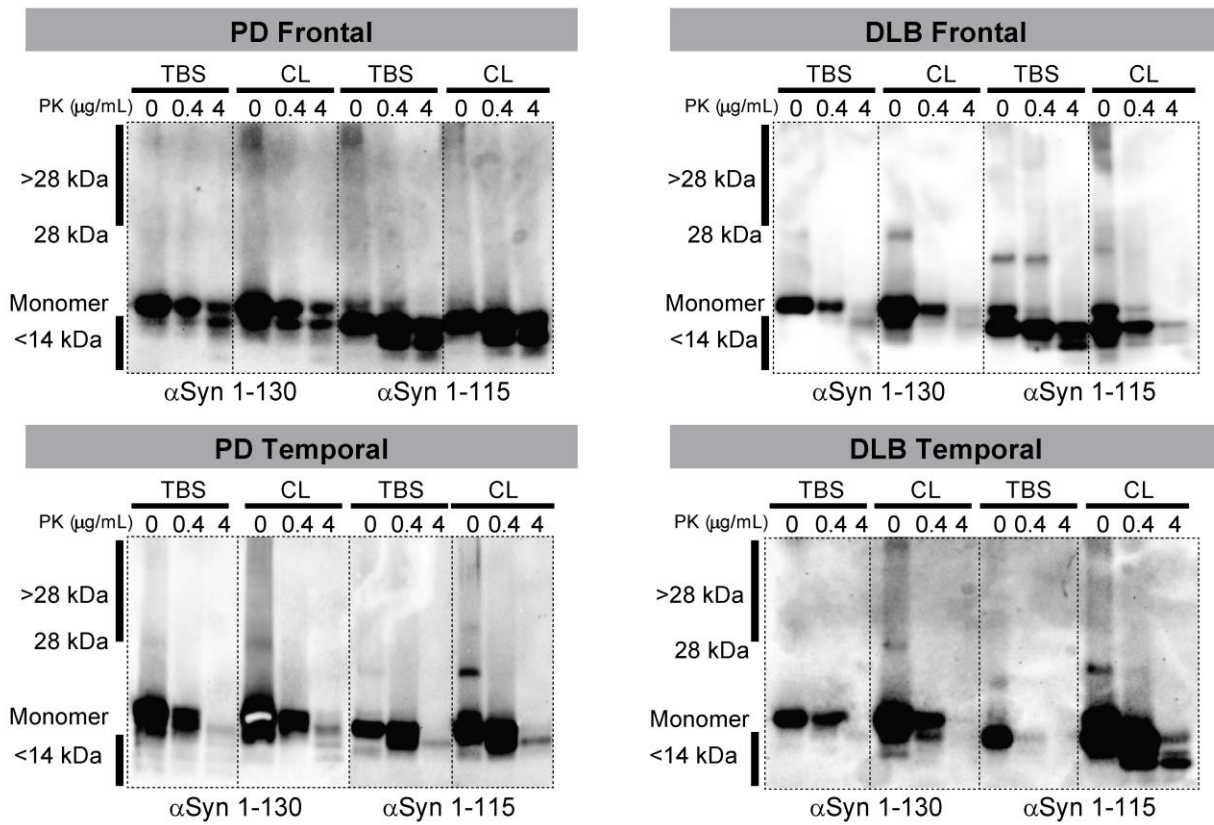 PD Frontal
TBS CL TBS CL
PK (μg/mL) 0 0.4 4 0 0.4 4 0 0.4 4 0 0.4 4
>28 kDa
28 kDa
Monomer
<14 kDa
αSyn 1-130 αSyn 1-115
DLB Frontal
TBS CL TBS CL
PK (μg/mL) 0 0.4 4 0 0.4 4 0 0.4 4 0 0.4 4
>28 kDa
28 kDa
Monomer
<14 kDa
αSyn 1-130 αSyn 1-115
PD Temporal
TBS CL TBS CL
PK (μg/mL) 0 0.4 4 0 0.4 4 0 0.4 4 0 0.4 4
>28 kDa
28 kDa
Monomer
<14 kDa
αSyn 1-130 αSyn 1-115
DLB Temporal
TBS CL TBS CL
PK (μg/mL) 0 0.4 4 0 0.4 4 0 0.4 4 0 0.4 4
>28 kDa
28 kDa
Monomer
<14 kDa
αSyn 1-130 αSyn 1-115